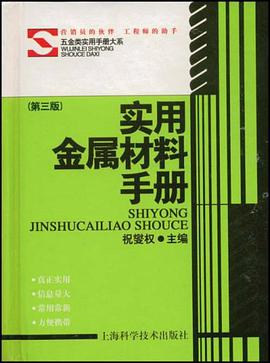 营销员的伙伴 工程师的助手
五金类实用手册大系
WUJINLEI SHIYONG
SHOUCE DAXI
(第三版)
实用
金属材料
手册
SHIYONG
JINSHUCAILIAO SHOUCE
祝燮权●主编
•真正实用
•信息量大
•常用常新
•方便携带
上海科学技术出版社